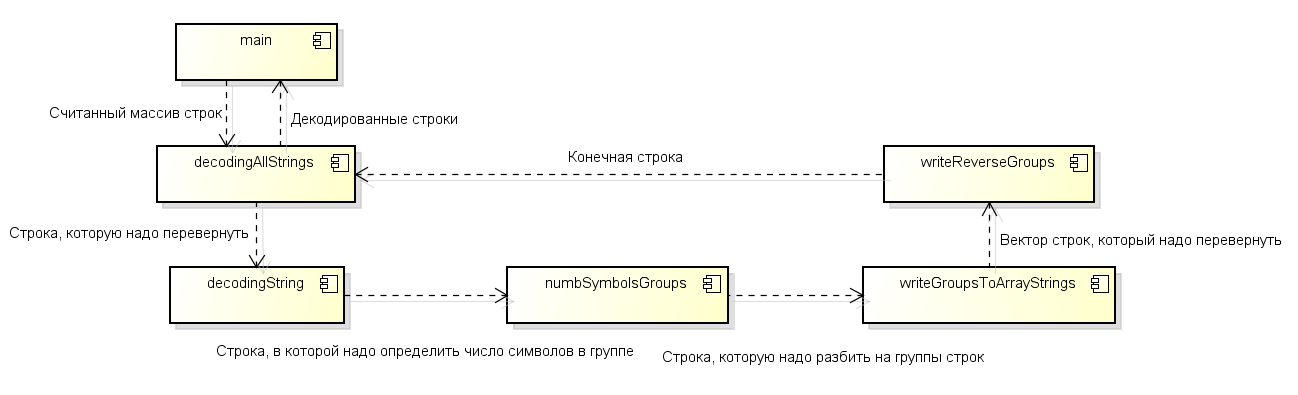 main
Считанный массив строк
Декодированные строки
decodingAllStrings
Конечная строка
writeReverseGroups
Строка, которую надо перевернуть
Вектор строк, который надо перевернуть
decodingString
numbSymbolsGroups
writeGroupsToArrayStrings
Строка, в которой надо определить число символов в группе
Строка, которую надо разбить на группы строк